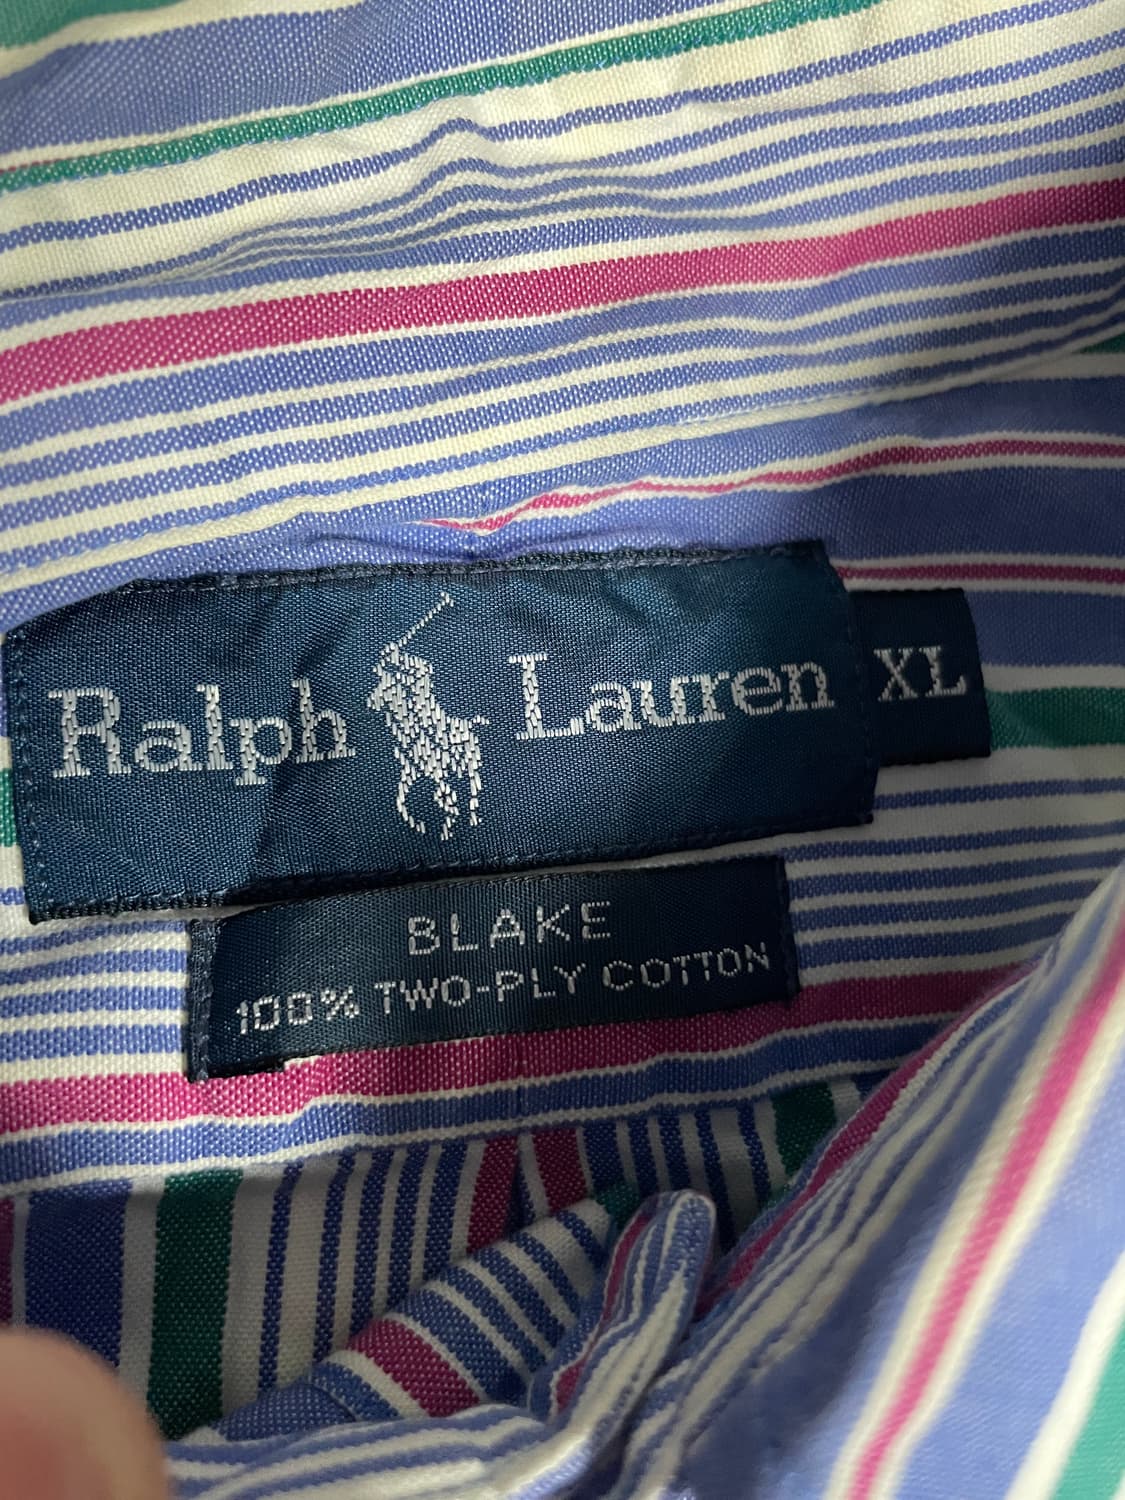 Ralph Lauren XL
BLAKE
100% TWO-PLY COTTON